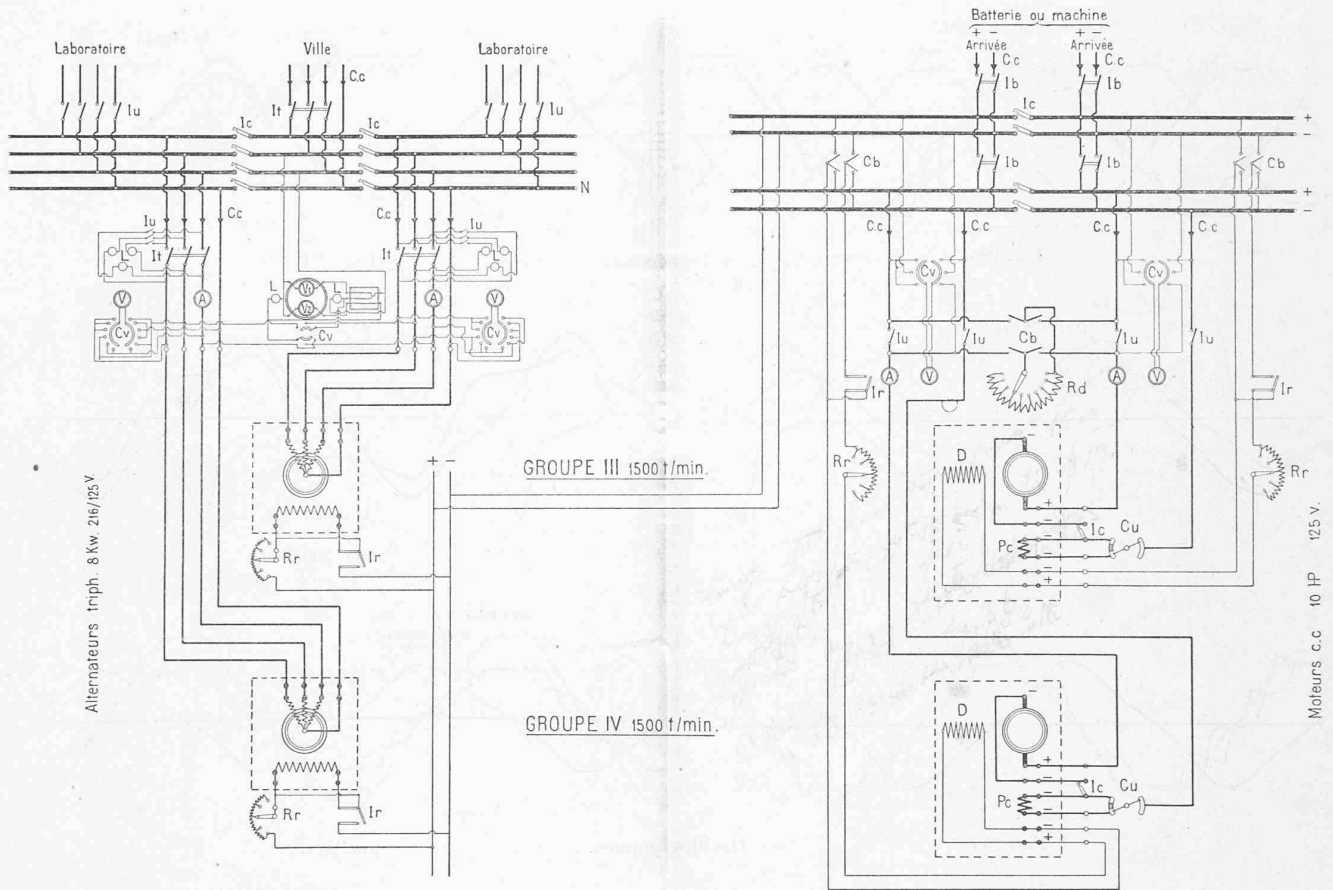 Batterie ou machine
+ - + -
Arrivée Arrivée
C.c C.c
Laboratoire Ville Laboratoire
C.c
Ib Ib
Iu It Iu
Ic Ic Ic
+
-
Cb Ib Ib Cb
N
+
-
C.c C.c
C.c C.c C.c C.c
Iu Iu
It L It L
Cv Cv
L V1 L
V2
V A A V
Cv Cv Cv
Iu Iu Cb Iu Iu
A V Rd A V
Ir Ir
+ -
GROUPE III 1500 t/min.
Rr D - Rr
+
-
Ic Cu
Pc -
-
+
Rr Ir
Alternateurs triph. 8 Kw. 216/125 V
Moteurs c.c 10 HP 125 V.
GROUPE IV 1500 t/min.
D -
+
-
Ic Cu
Pc -
-
+
Rr Ir